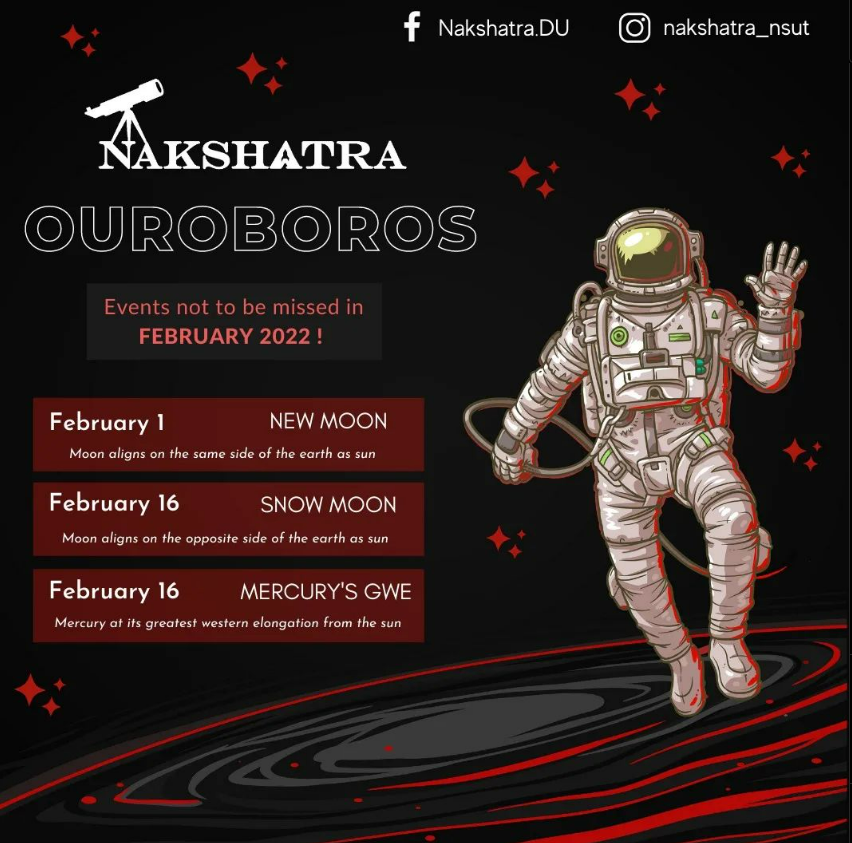 Nakshatra.DU nakshatra_nsut
NAKSHATRA
OUROBOROS
Events not to be missed in
FEBRUARY 2022 !
February 1 NEW MOON
Moon aligns on the same side of the earth as sun
February 16 SNOW MOON
Moon aligns on the opposite side of the earth as sun
February 16 MERCURY'S GWE
Mercury at its greatest western elongation from the sun